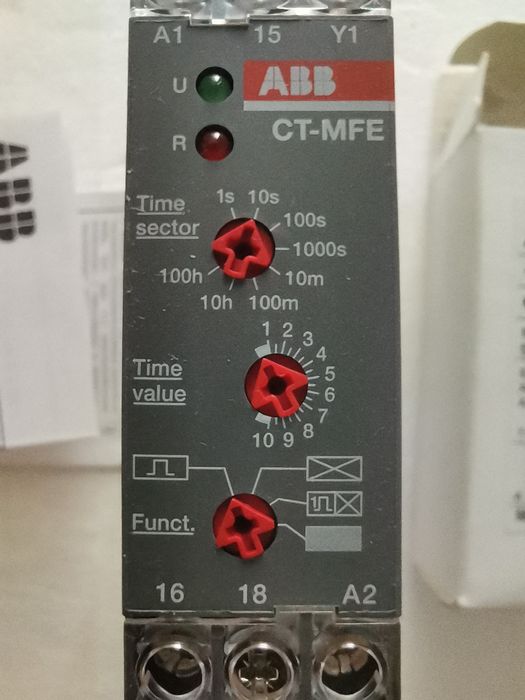 A1 15 Y1
U ABB
R CT-MFE
Time sector
1s 10s
100s
1000s
100h 10m
10h 100m
Time value
1 2 3
4
5
6
7
10 9 8
Funct.
16 18 A2
ABB